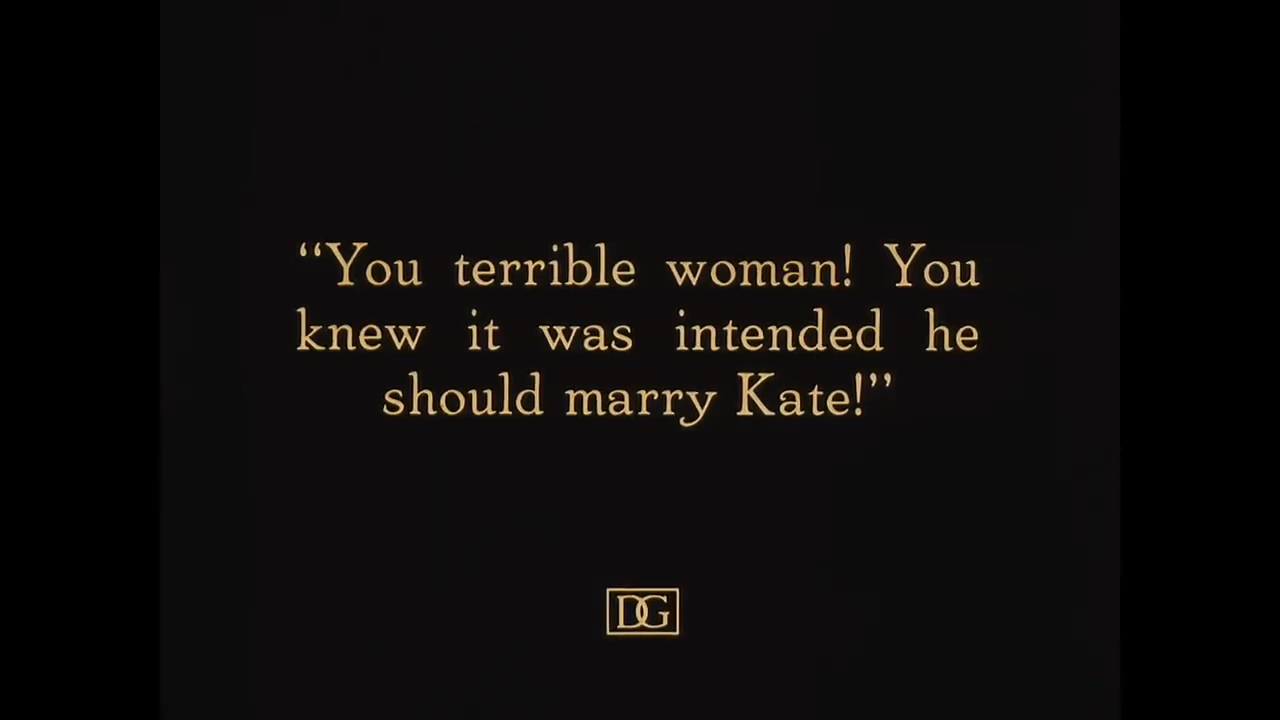 “You terrible woman! You
knew it was intended he
should marry Kate!”
DG